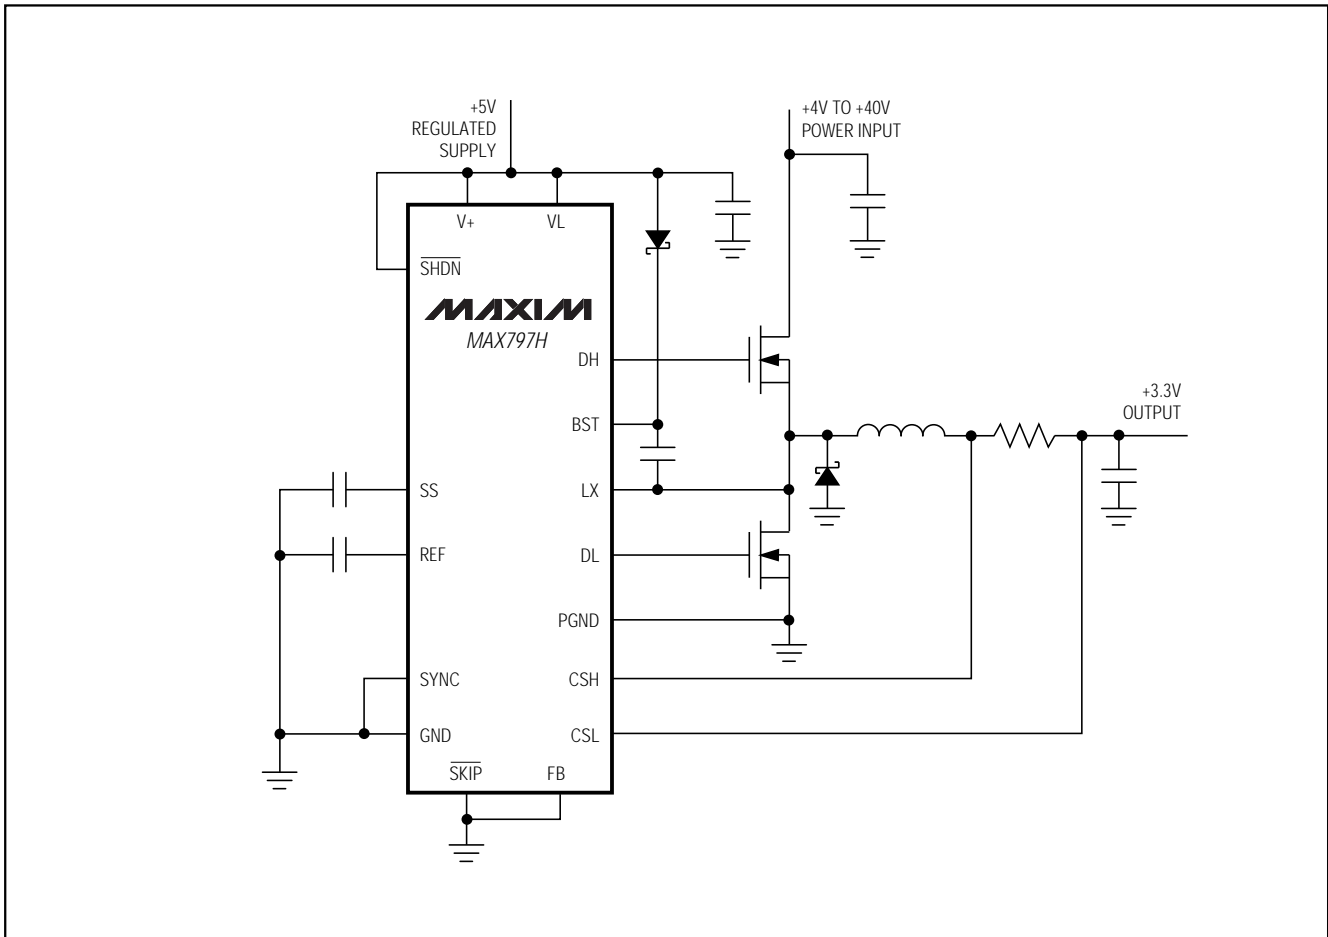 +5V
REGULATED
SUPPLY
+4V TO +40V
POWER INPUT
V+
VL
SHDN
MAXIM
MAX797H
DH
BST
+3.3V
OUTPUT
SS
LX
REF
DL
PGND
SYNC
CSH
GND
CSL
SKIP
FB